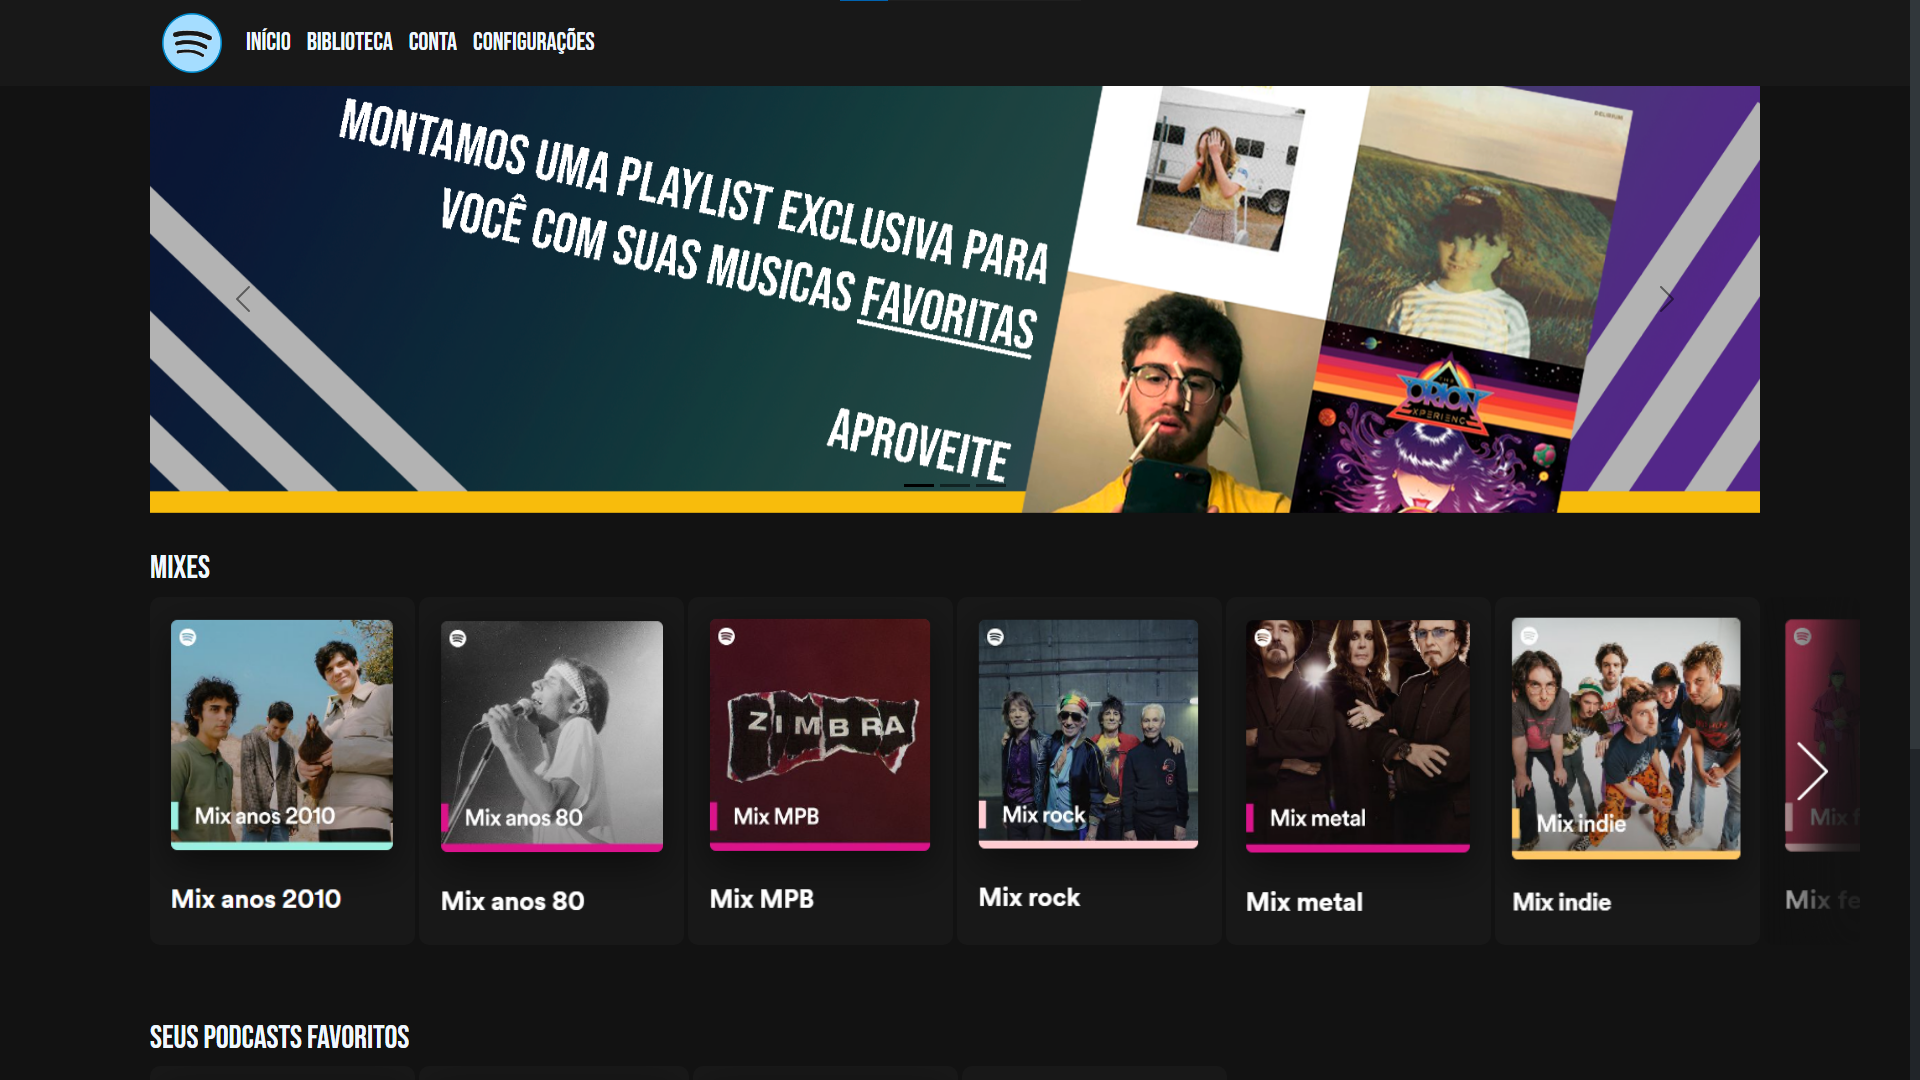 INÍCIO BIBLIOTECA CONTA CONFIGURAÇÕES
MONTAMOS UMA PLAYLIST EXCLUSIVA PARA
VOCÊ COM SUAS MUSICAS FAVORITAS
APROVEITE
ORION
XPERIENC
MIXES
Mix anos 2010
Mix anos 80
ZIMBRA
Mix MPB
Mix rock
Mix metal
Mix indie
Mix f
Mix anos 2010
Mix anos 80
Mix MPB
Mix rock
Mix metal
Mix indie
Mix fe
SEUS PODCASTS FAVORITOS